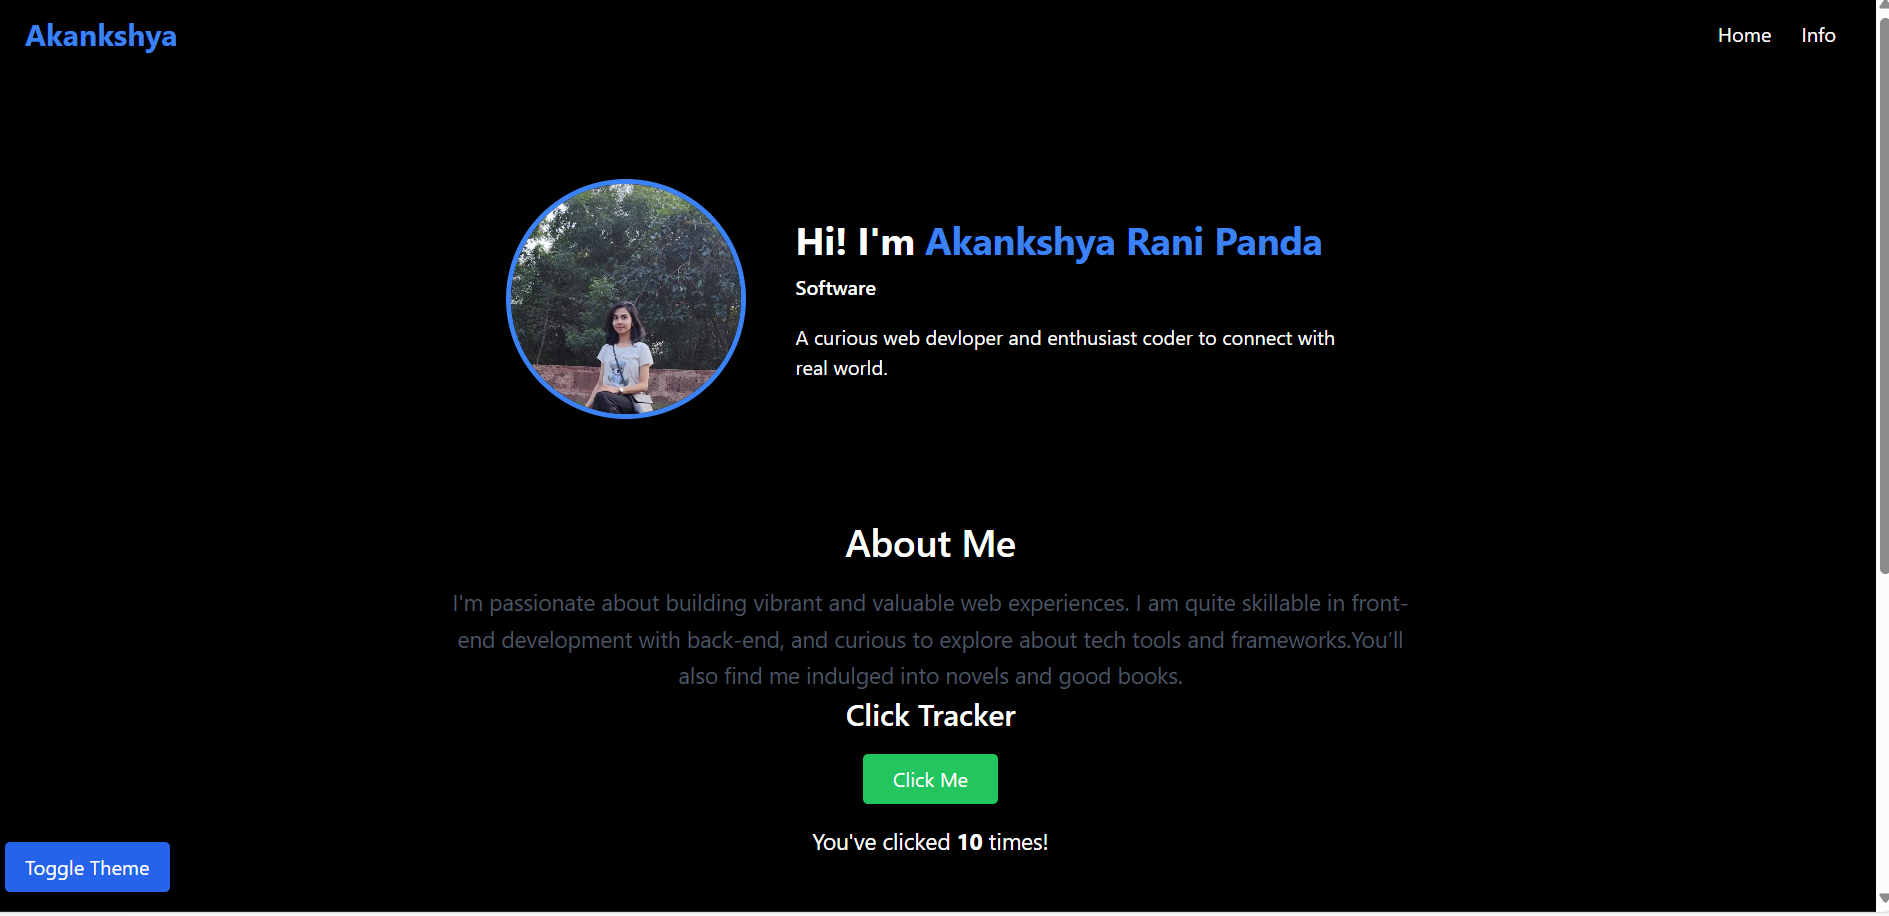 Akankshya
Home Info
Hi! I'm Akankshya Rani Panda
Software
A curious web devloper and enthusiast coder to connect with
real world.
About Me
I'm passionate about building vibrant and valuable web experiences. I am quite skillable in front-
end development with back-end, and curious to explore about tech tools and frameworks.You’ll
also find me indulged into novels and good books.
Click Tracker
Click Me
You've clicked 10 times!
Toggle Theme